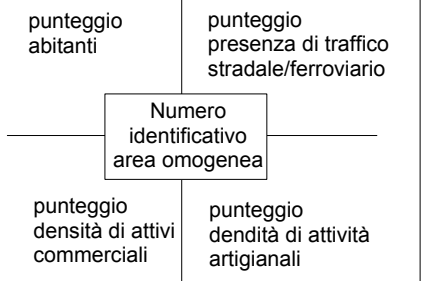 punteggio
abitanti
punteggio
presenza di traffico
stradale/ferroviario
Numero
identificativo
area omogenea
punteggio
densità di attivi
commerciali
punteggio
dendità di attività
artigianali